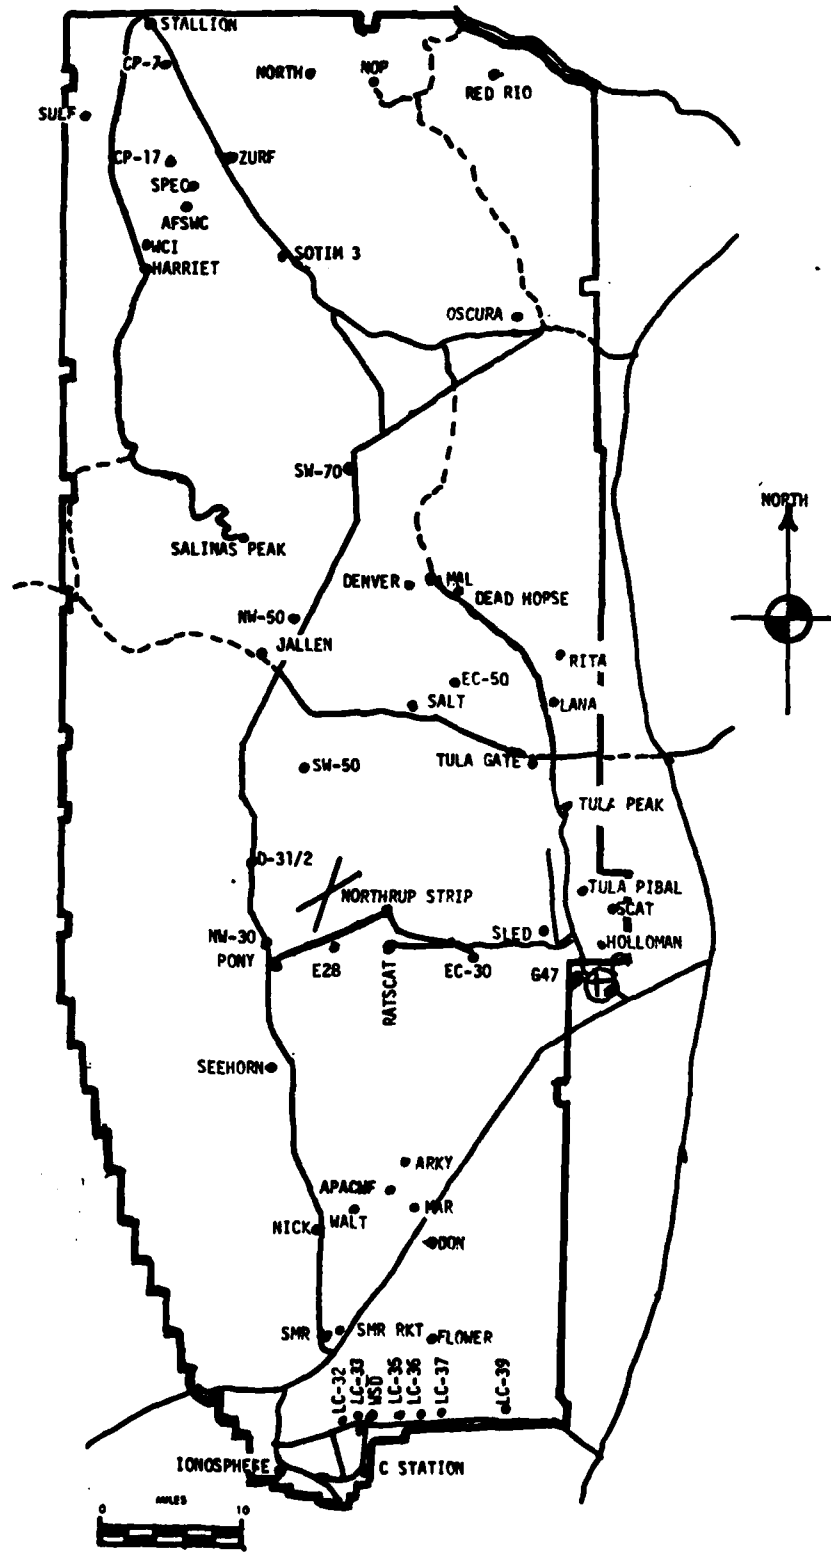 STALLION
CP-7
NORTH
NOP
RED RIO
SULF
CP-17
ZURF
SPEC
AFSWC
WCI
HARRIET
SOTIM 3
OSCURA
SW-70
NORTH
SALINAS PEAK
DENVER
MAL
DEAD HOPSE
NW-50
JALLEN
RITA
EC-50
SALT
LANA
TULA GATE
SW-50
TULA PEAK
D-31/2
NORTHRUP STRIP
TULA PIBAL
SCAT
NW-30
SLED
HOLLOMAN
PONY
E28
RATSCAT
EC-30
G47
SEEHORN
ARKY
APACMF
WALT
MAR
NICK
DON
SMR
SMR RKT
FLOWER
LC-32
LC-33
WSD
LC-35
LC-36
LC-37
LC-39
IONOSPHERE
C STATION
0 MILES 10